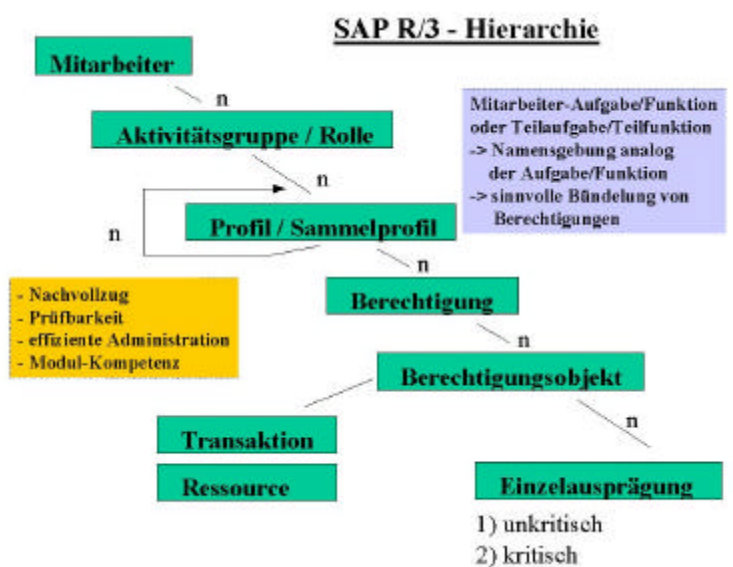 SAP R/3 - Hierarchie
Mitarbeiter
n
Aktivitätsgruppe / Rolle
n
Mitarbeiter-Aufgabe/Funktion
oder Teilaufgabe/Teilfunktion
-> Namensgebung analog
der Aufgabe/Funktion
-> sinnvolle Bündelung von
Berechtigungen
Profil / Sammelprofil
n
n
Berechtigung
- Nachvollzug
- Prüfbarkeit
- effiziente Administration
- Modul-Kompetenz
n
Berechtigungsobjekt
n
Transaktion
Ressource
Einzelausprägung
1) unkritisch
2) kritisch